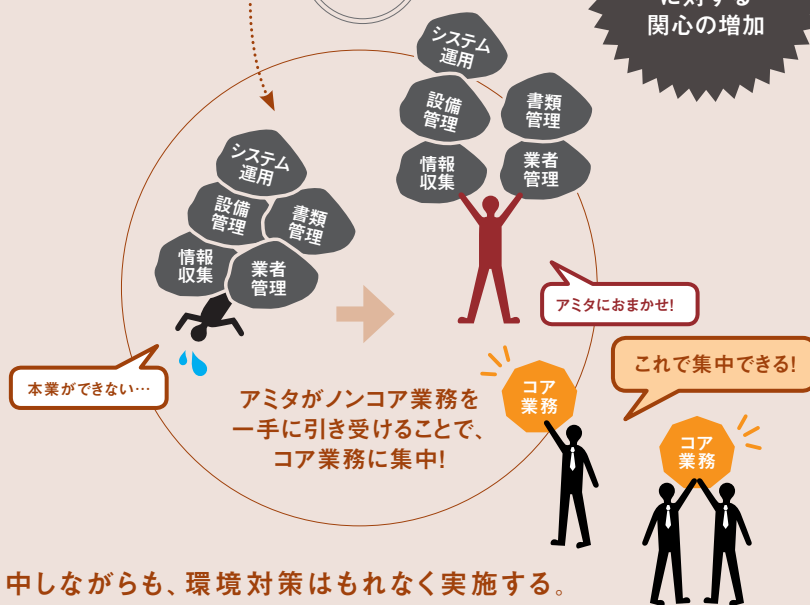 に対する
関心の増加
システム
運用
設備
管理
書類
管理
情報
収集
業者
管理
システム
運用
設備
管理
書類
管理
情報
収集
業者
管理
アミタにおまかせ!
本業ができない…
これで集中できる!
アミタがノンコア業務を
一手に引き受けることで、
コア業務に集中!
コア
業務
コア
業務
中しながらも、環境対策はもれなく実施する。